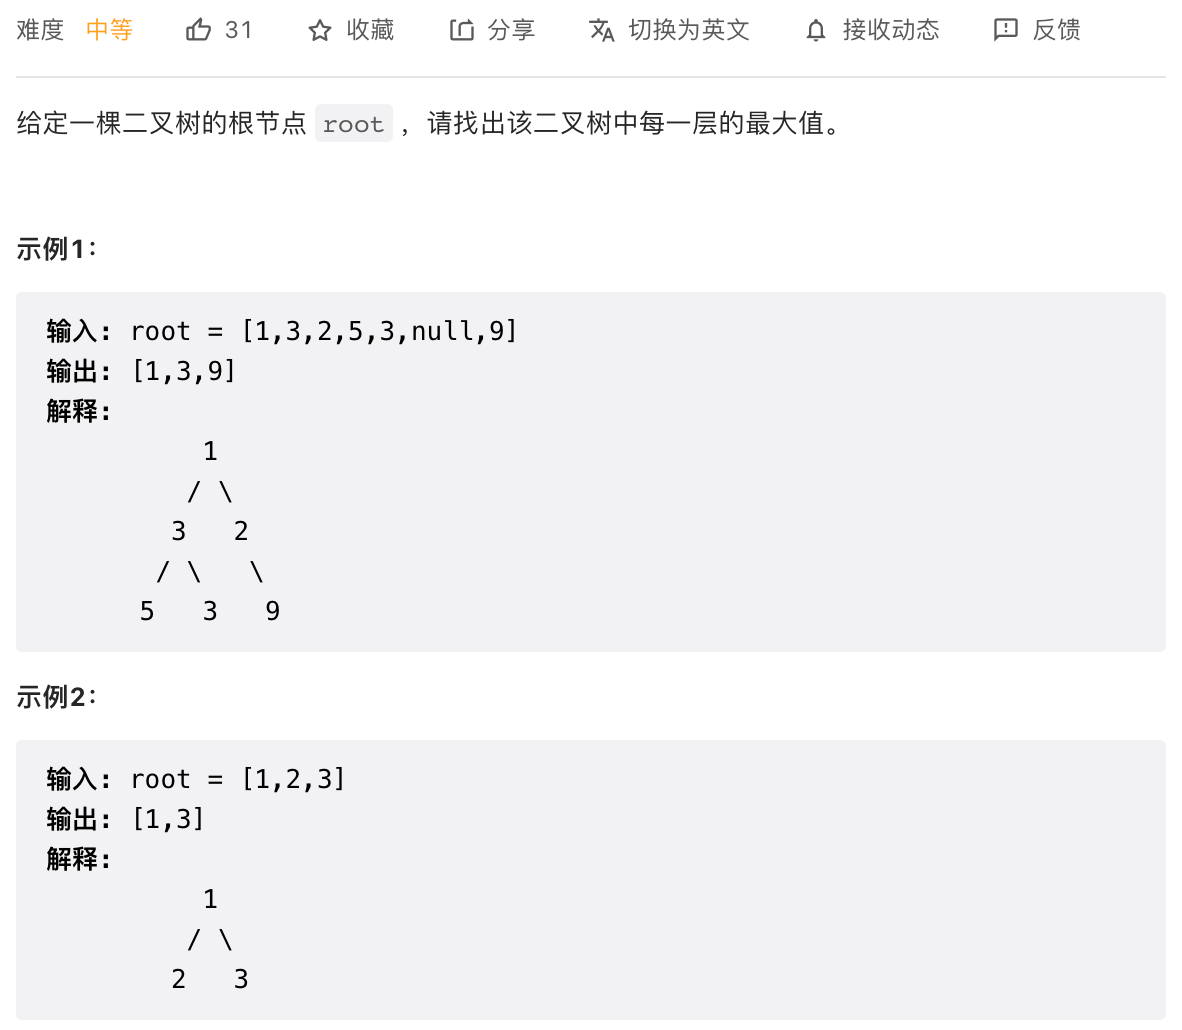 难度 中等 31 收藏 分享 切换为英文 接收动态 反馈
给定一棵二叉树的根节点 root ，请找出该二叉树中每一层的最大值。
示例1：
输入: root = [1,3,2,5,3,null,9]
输出: [1,3,9]
解释:
1
/ \
3 2
/ \ \
5 3 9
示例2：
输入: root = [1,2,3]
输出: [1,3]
解释:
1
/ \
2 3